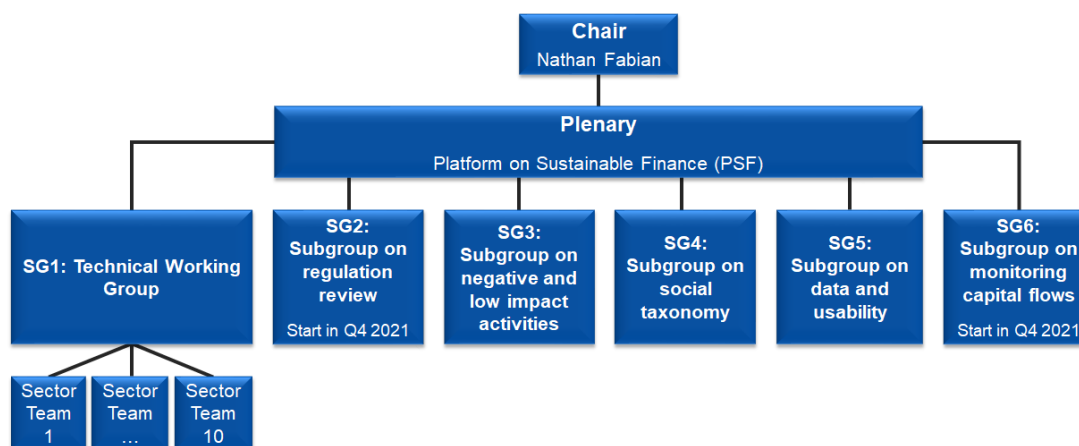 Chair
Nathan Fabian
Plenary
Platform on Sustainable Finance (PSF)
SG1: Technical Working
Group
SG2:
Subgroup on
regulation
review
Start in Q4 2021
SG3:
Subgroup on
negative and
low impact
activities
SG4:
Subgroup on
social
taxonomy
SG5:
Subgroup on
data and
usability
SG6:
Subgroup on
monitoring
capital flows
Start in Q4 2021
Sector
Team
1
Sector
Team
...
Sector
Team
10